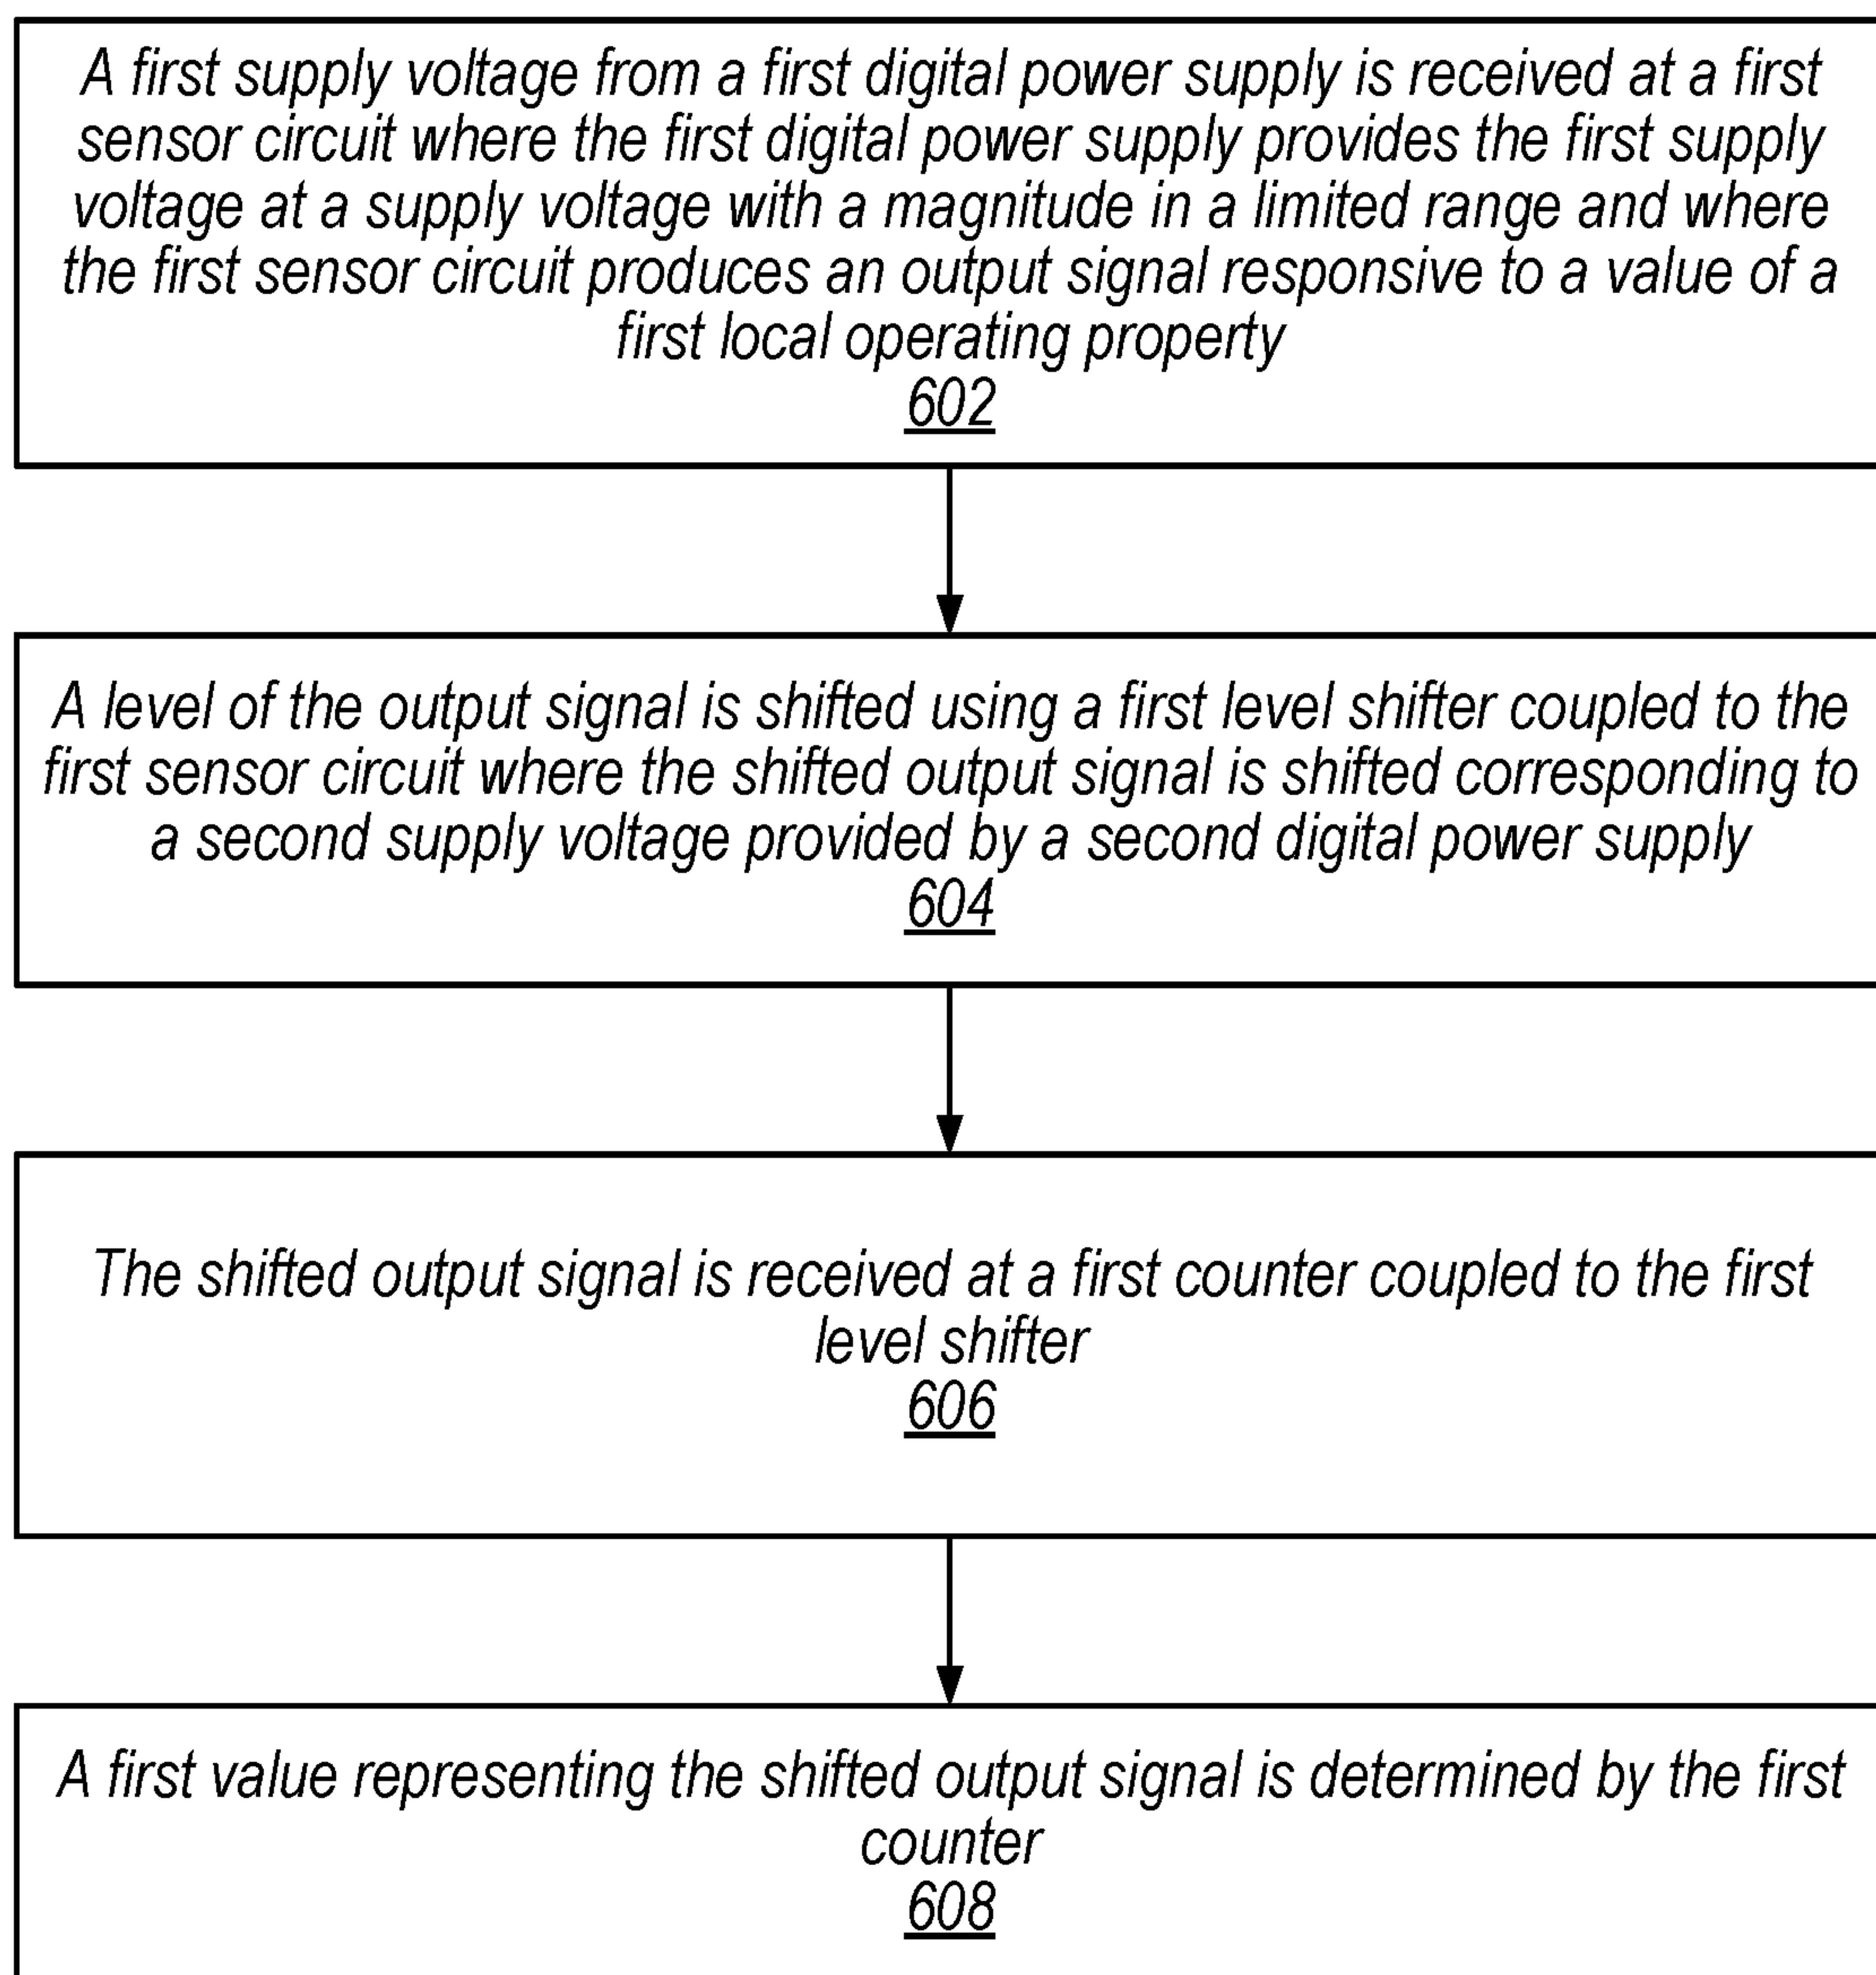 A first supply voltage from a first digital power supply is received at a first
sensor circuit where the first digital power supply provides the first supply
voltage at a supply voltage with a magnitude in a limited range and where
the first sensor circuit produces an output signal responsive to a value of a
first local operating property
602
A level of the output signal is shifted using a first level shifter coupled to the
first sensor circuit where the shifted output signal is shifted corresponding to
a second supply voltage provided by a second digital power supply
604
The shifted output signal is received at a first counter coupled to the first
level shifter
606
A first value representing the shifted output signal is determined by the first
counter
608